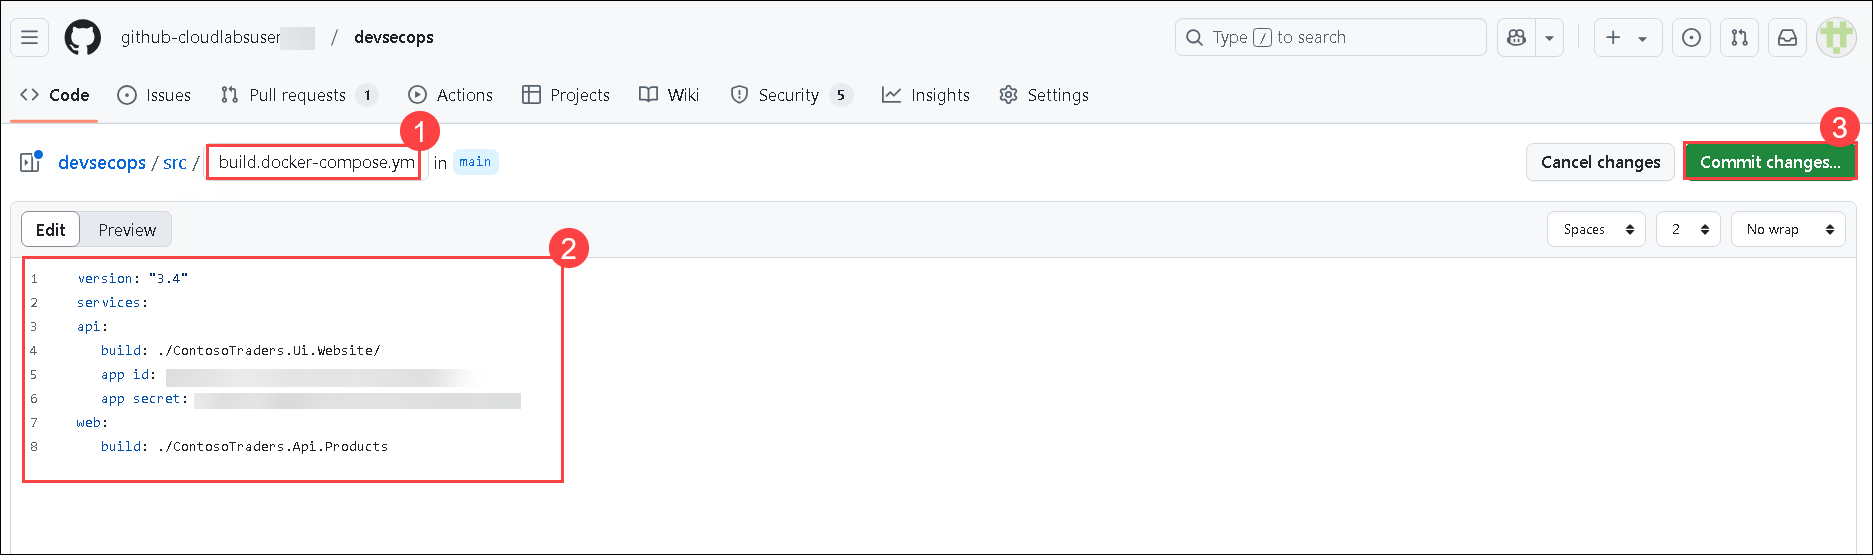 github-cloudlabsuser / devsecops
Type / to search
Code
Issues
Pull requests 1
Actions
Projects
Wiki
Security 5
Insights
Settings
1
3
devsecops / src / build.docker-compose.ym in main
Cancel changes
Commit changes...
Edit
Preview
Spaces
2
No wrap
2
1 version: "3.4"
2 services:
3 api:
4 build: ./ContosoTraders.Ui.Website/
5 app id:
6 app secret:
7 web:
8 build: ./ContosoTraders.Api.Products